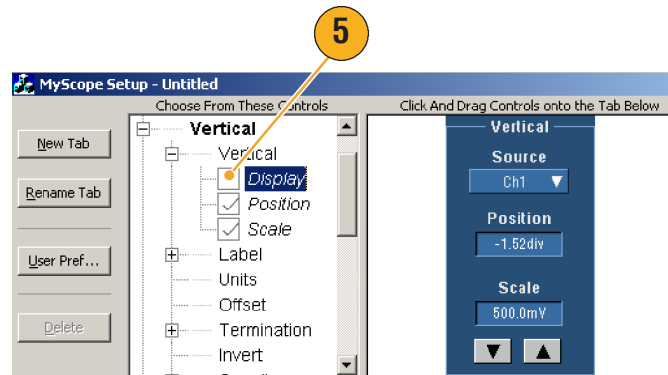 5
MyScope Setup - Untitled
Choose From These Controls
Click And Drag Controls onto the Tab Below
New Tab
Rename Tab
User Pref...
Delete
Vertical
Vertical
Display
Position
Scale
Label
Units
Offset
Termination
Invert
Vertical
Source
Ch1
Position
-1.52div
Scale
500.0mV